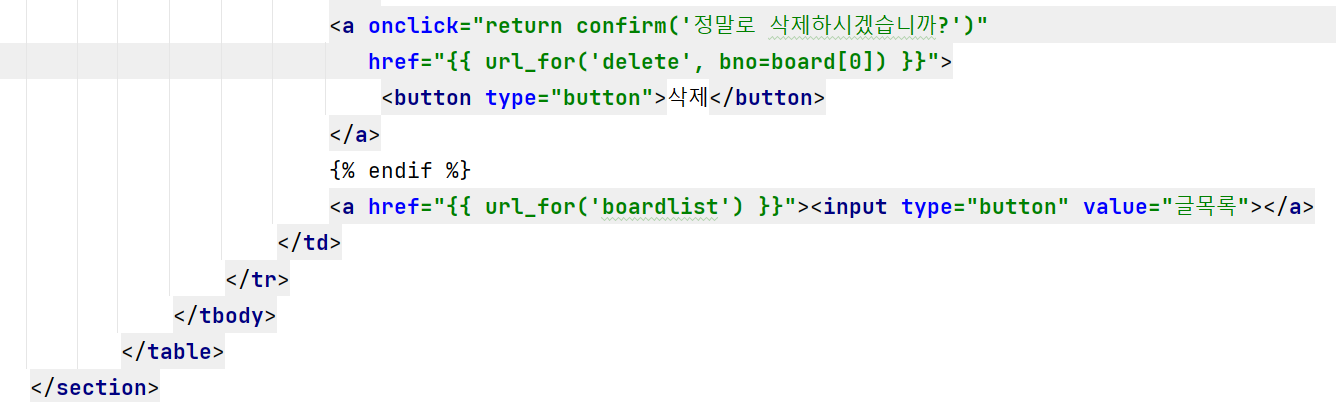 <a onclick="return confirm('정말로 삭제하시겠습니까?')"
href="{{ url_for('delete', bno=board[0]) }}">
<button type="button">삭제</button>
</a>
{% endif %}
<a href="{{ url_for('boardlist') }}"><input type="button" value="글목록"></a>
</td>
</tr>
</tbody>
</table>
</section>